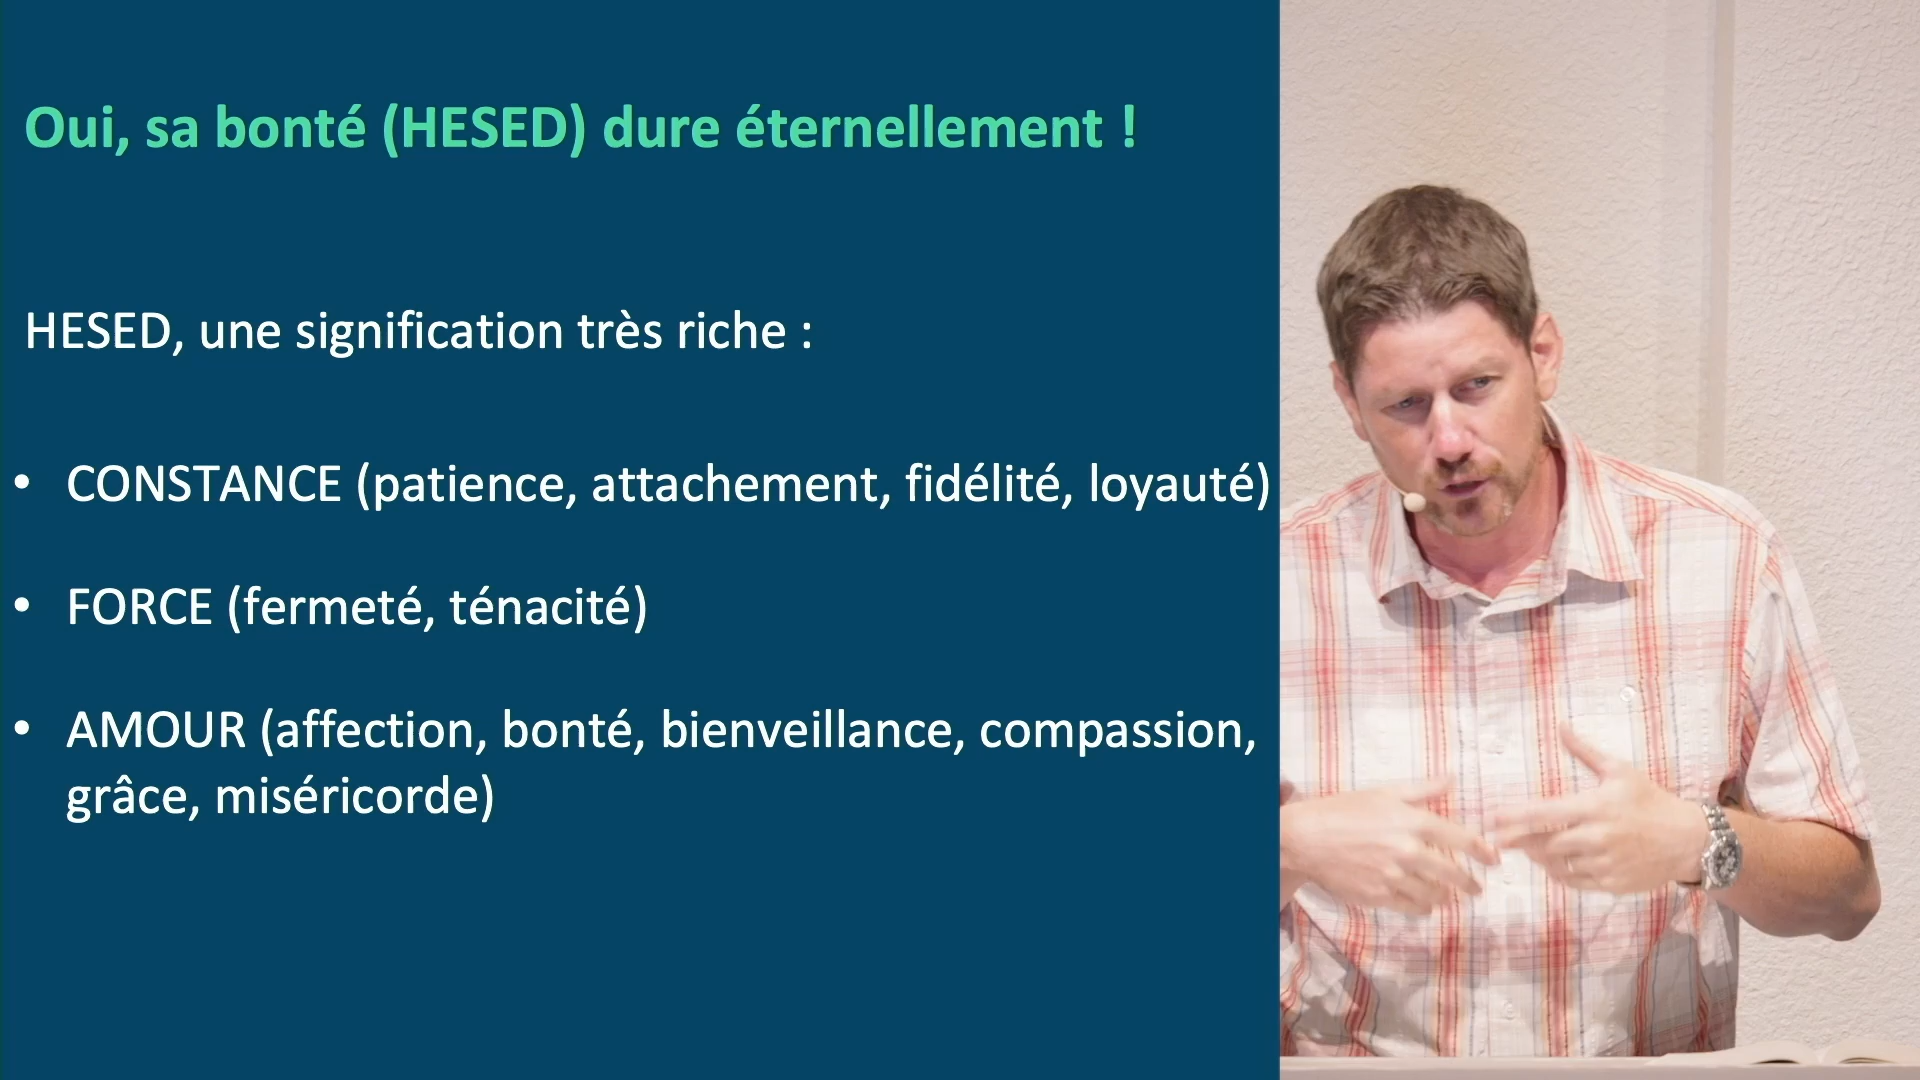 Oui, sa bonté (HESED) dure éternellement !
HESED, une signification très riche :
• CONSTANCE (patience, attachement, fidélité, loyauté)
• FORCE (fermeté, ténacité)
• AMOUR (affection, bonté, bienveillance, compassion,
grâce, miséricorde)